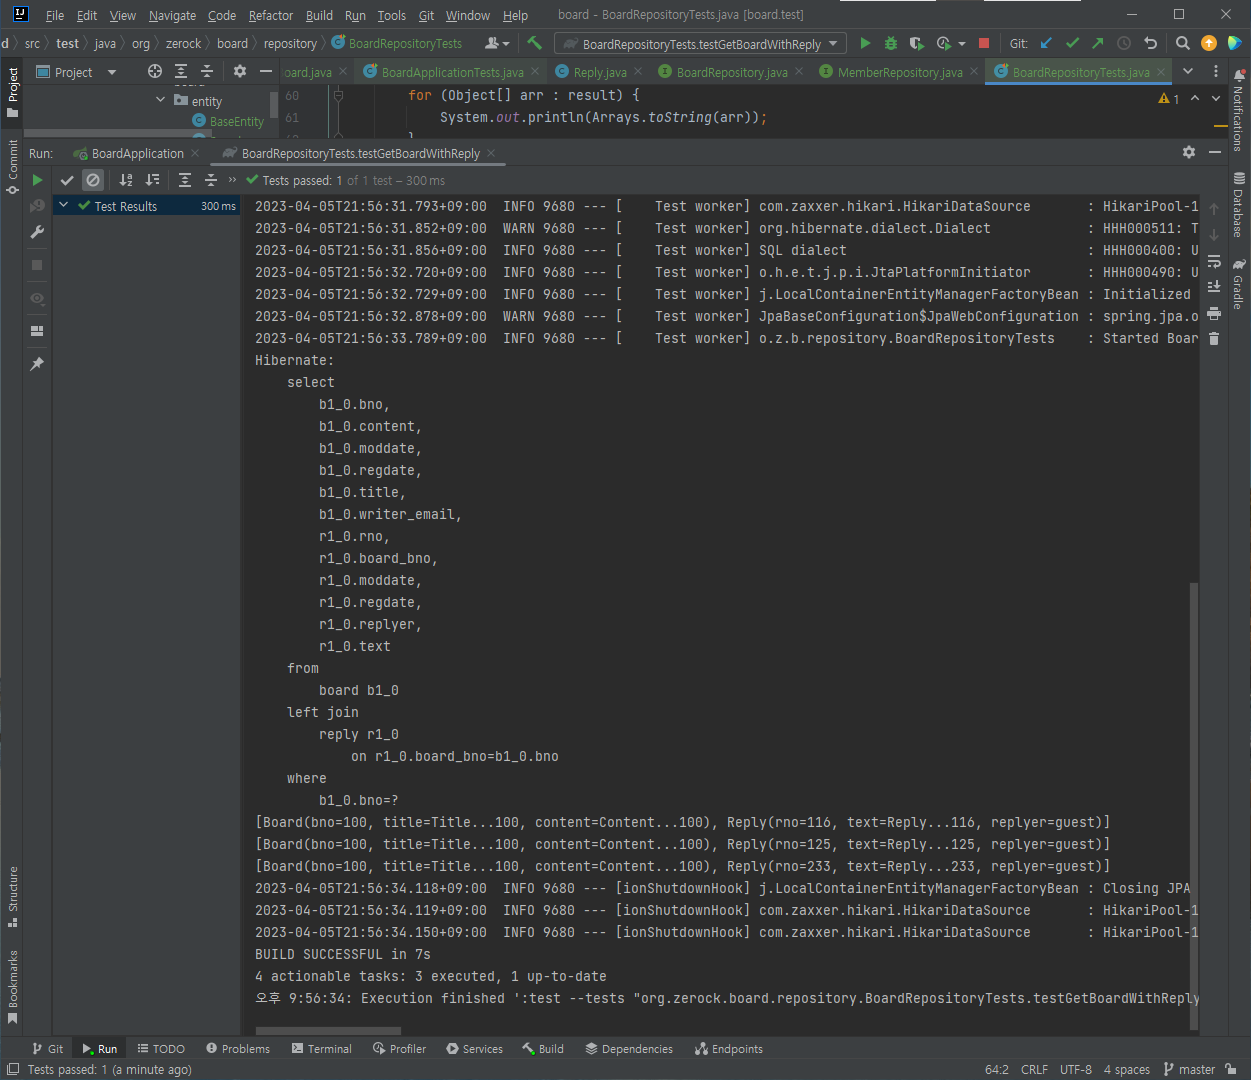 File Edit View Navigate Code Refactor Build Run Tools Git Window Help board - BoardRepositoryTests.java [board.test]
d src test java org zerock board repository BoardRepositoryTests BoardRepositoryTests.testGetBoardWithReply Git:
Project oard.java BoardApplicationTests.java Reply.java BoardRepository.java MemberRepository.java BoardRepositoryTests.java
entity
BaseEntity
60 for (Object[] arr : result) {
61 System.out.println(Arrays.toString(arr));
1
Run: BoardApplication BoardRepositoryTests.testGetBoardWithReply
Tests passed: 1 of 1 test – 300 ms
Test Results 300 ms
2023-04-05T21:56:31.793+09:00  INFO 9680 --- [    Test worker] com.zaxxer.hikari.HikariDataSource       : HikariPool-1
2023-04-05T21:56:31.852+09:00  WARN 9680 --- [    Test worker] org.hibernate.dialect.Dialect            : HHH000511: T
2023-04-05T21:56:31.856+09:00  INFO 9680 --- [    Test worker] SQL dialect                              : HHH000400: U
2023-04-05T21:56:32.720+09:00  INFO 9680 --- [    Test worker] o.h.e.t.j.p.i.JtaPlatformInitiator       : HHH000490: U
2023-04-05T21:56:32.729+09:00  INFO 9680 --- [    Test worker] j.LocalContainerEntityManagerFactoryBean : Initialized
2023-04-05T21:56:32.878+09:00  WARN 9680 --- [    Test worker] JpaBaseConfiguration$JpaWebConfiguration : spring.jpa.o
2023-04-05T21:56:33.789+09:00  INFO 9680 --- [    Test worker] o.z.b.repository.BoardRepositoryTests    : Started Boar
Hibernate:
select
b1_0.bno,
b1_0.content,
b1_0.moddate,
b1_0.regdate,
b1_0.title,
b1_0.writer_email,
r1_0.rno,
r1_0.board_bno,
r1_0.moddate,
r1_0.regdate,
r1_0.replyer,
r1_0.text
from
board b1_0
left join
reply r1_0
on r1_0.board_bno=b1_0.bno
where
b1_0.bno=?
[Board(bno=100, title=Title...100, content=Content...100), Reply(rno=116, text=Reply...116, replyer=guest)]
[Board(bno=100, title=Title...100, content=Content...100), Reply(rno=125, text=Reply...125, replyer=guest)]
[Board(bno=100, title=Title...100, content=Content...100), Reply(rno=233, text=Reply...233, replyer=guest)]
2023-04-05T21:56:34.118+09:00  INFO 9680 --- [ionShutdownHook] j.LocalContainerEntityManagerFactoryBean : Closing JPA
2023-04-05T21:56:34.119+09:00  INFO 9680 --- [ionShutdownHook] com.zaxxer.hikari.HikariDataSource       : HikariPool-1
2023-04-05T21:56:34.150+09:00  INFO 9680 --- [ionShutdownHook] com.zaxxer.hikari.HikariDataSource       : HikariPool-1
BUILD SUCCESSFUL in 7s
4 actionable tasks: 3 executed, 1 up-to-date
오후 9:56:34: Execution finished ':test --tests "org.zerock.board.repository.BoardRepositoryTests.testGetBoardWithReply
Project
Commit
Structure
Bookmarks
Notifications
Database
Gradle
Git Run TODO Problems Terminal Profiler Services Build Dependencies Endpoints
Tests passed: 1 (a minute ago) 64:2 CRLF UTF-8 4 spaces master